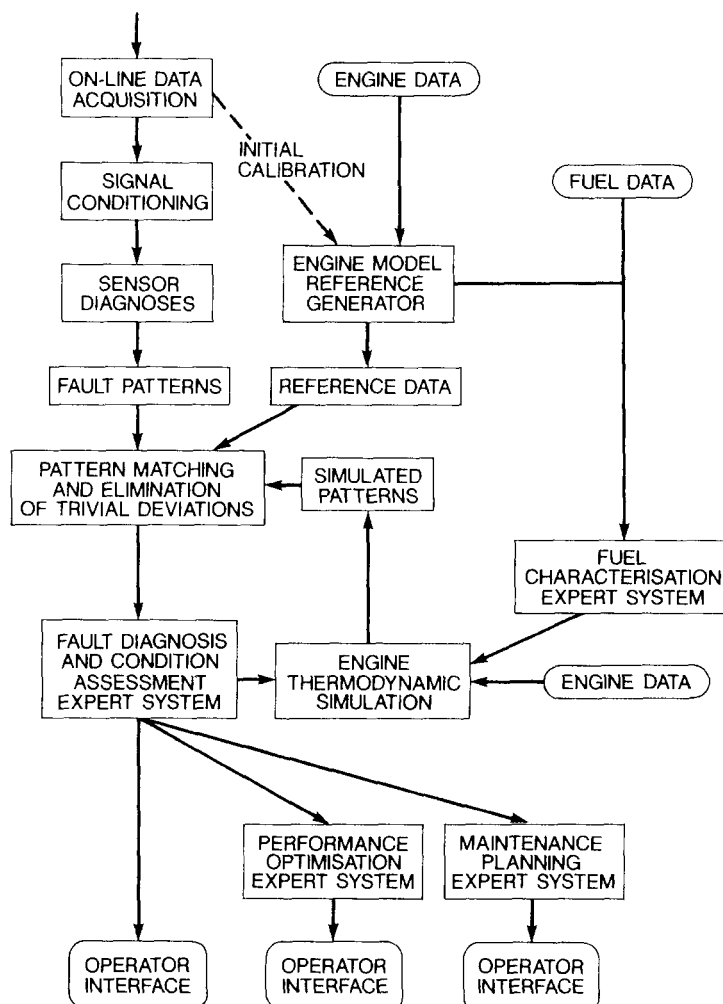 ON-LINE DATA
ACQUISITION
ENGINE DATA
INITIAL
CALIBRATION
SIGNAL
CONDITIONING
FUEL DATA
SENSOR
DIAGNOSES
ENGINE MODEL
REFERENCE
GENERATOR
FAULT PATTERNS
REFERENCE DATA
PATTERN MATCHING
AND ELIMINATION
OF TRIVIAL DEVIATIONS
SIMULATED
PATTERNS
FUEL
CHARACTERISATION
EXPERT SYSTEM
FAULT DIAGNOSIS
AND CONDITION
ASSESSMENT
EXPERT SYSTEM
ENGINE
THERMODYNAMIC
SIMULATION
ENGINE DATA
PERFORMANCE
OPTIMISATION
EXPERT SYSTEM
MAINTENANCE
PLANNING
EXPERT SYSTEM
OPERATOR
INTERFACE
OPERATOR
INTERFACE
OPERATOR
INTERFACE